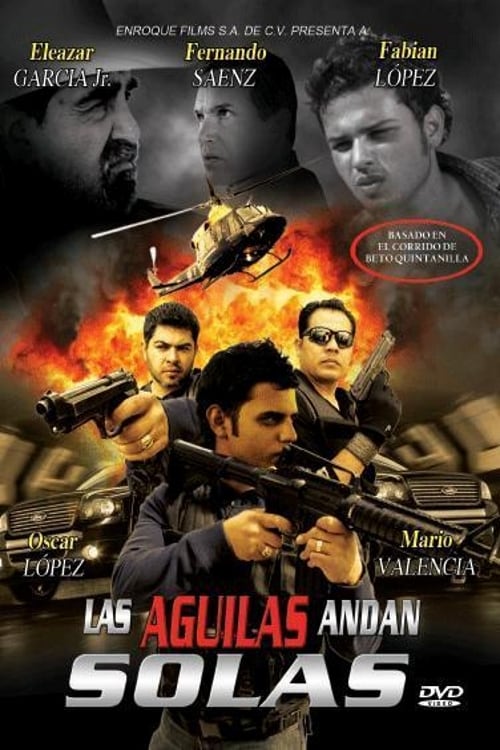 ENROQUE FILMS S.A. DE C.V. PRESENTA A:
Eleazar
GARCIA Jr.
Fernando
SAENZ
Fabian
LÓPEZ
BASADO EN
EL CORRIDO DE
BETO QUINTANILLA
Oscar
LÓPEZ
Mario
VALENCIA
LAS AGUILAS ANDAN
SOLAS
DVD
VIDEO